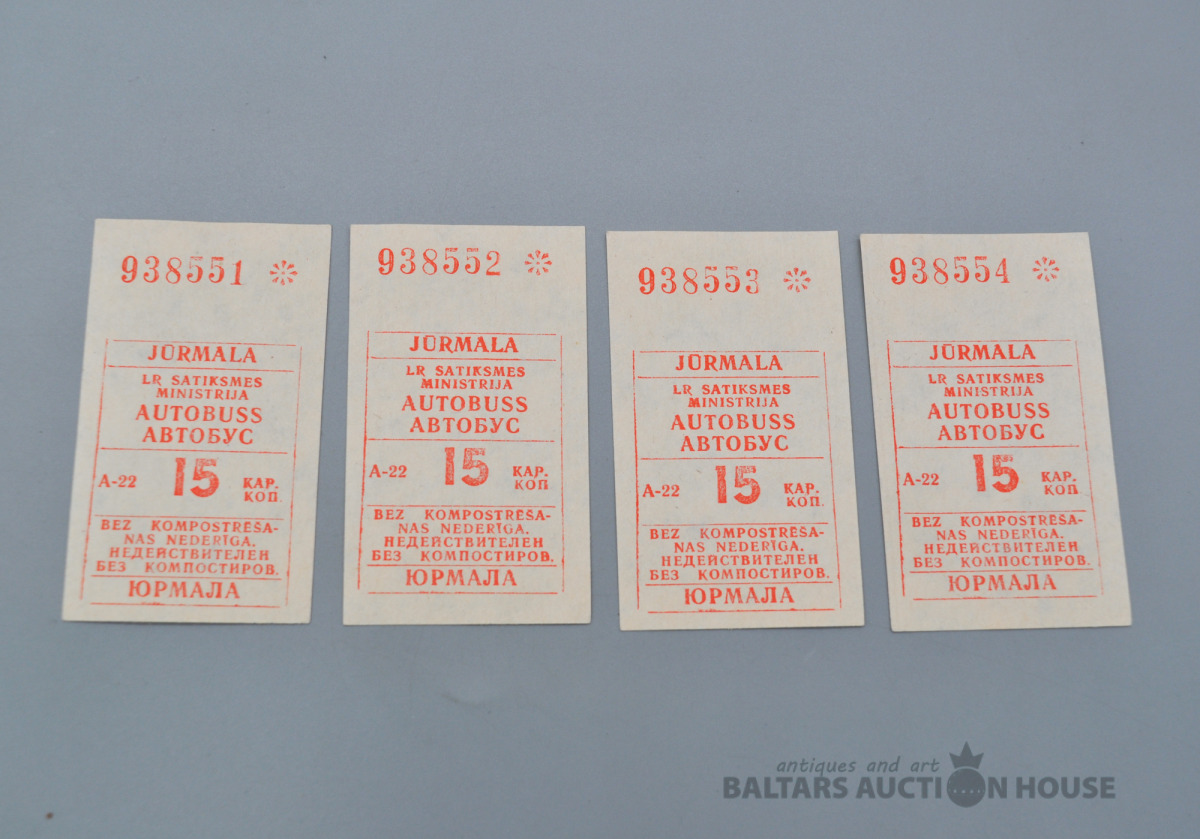 938551 *
JŪRMALA
LR SATIKSMES
MINISTRIJA
AUTOBUSS
АВТОБУС
A-22 15 КАР.
КОП.
BEZ KOMPOSTRĒŠA-
NAS NEDERĪGA.
НЕДЕЙСТВИТЕЛЕН
БЕЗ КОМПОСТИРОВ.
ЮРМАЛА
938552 *
JŪRMALA
LR SATIKSMES
MINISTRIJA
AUTOBUSS
АВТОБУС
A-22 15 КАР.
КОП
BEZ KOMPOSTRĒŠA-
NAS NEDERĪGA.
НЕДЕЙСТВИТЕЛЕН
БЕЗ КОМПОСТИРОВ.
ЮРМАЛА
938553 *
JŪRMALA
LR SATIKSMES
MINISTRIJA
AUTOBUSS
АВТОБУС
A-22 15 КАР.
КОП.
BEZ KOMPOSTRĒŠA-
NAS NEDERĪGA.
НЕДЕЙСТВИТЕЛЕН
БЕЗ КОМПОСТИРОВ.
ЮРМАЛА
938554 *
JŪRMALA
LR SATIKSMES
MINISTRIJA
AUTOBUSS
АВТОБУС
A-22 15 КАР.
КОП.
BEZ KOMPOSTRĒŠA-
NAS NEDERĪGA.
НЕДЕЙСТВИТЕЛЕН
БЕЗ КОМПОСТИРОВ.
ЮРМАЛА
antiques and art
BALTARS AUCTION HOUSE